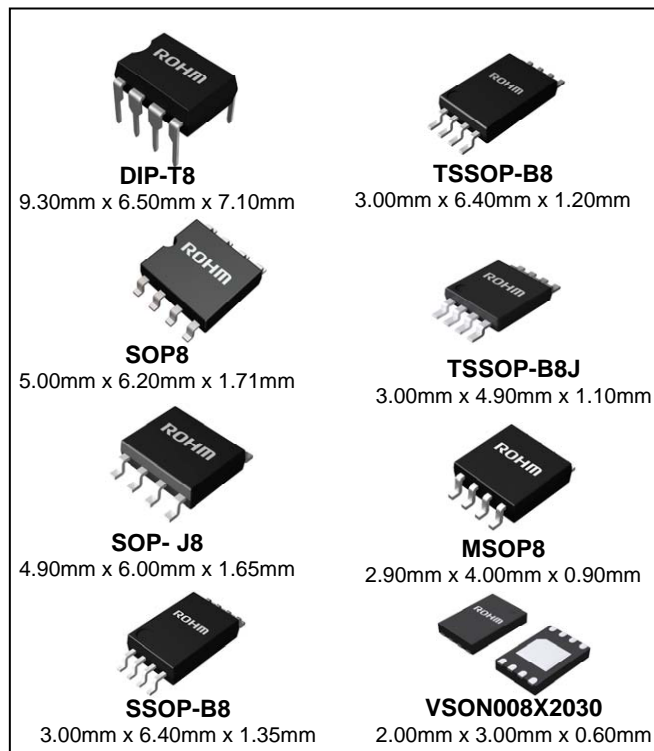 ROHM
DIP-T8
9.30mm x 6.50mm x 7.10mm
ROHM
TSSOP-B8
3.00mm x 6.40mm x 1.20mm
ROHM
SOP8
5.00mm x 6.20mm x 1.71mm
ROHM
TSSOP-B8J
3.00mm x 4.90mm x 1.10mm
ROHM
SOP- J8
4.90mm x 6.00mm x 1.65mm
ROHM
MSOP8
2.90mm x 4.00mm x 0.90mm
ROHM
SSOP-B8
3.00mm x 6.40mm x 1.35mm
ROHM
VSON008X2030
2.00mm x 3.00mm x 0.60mm